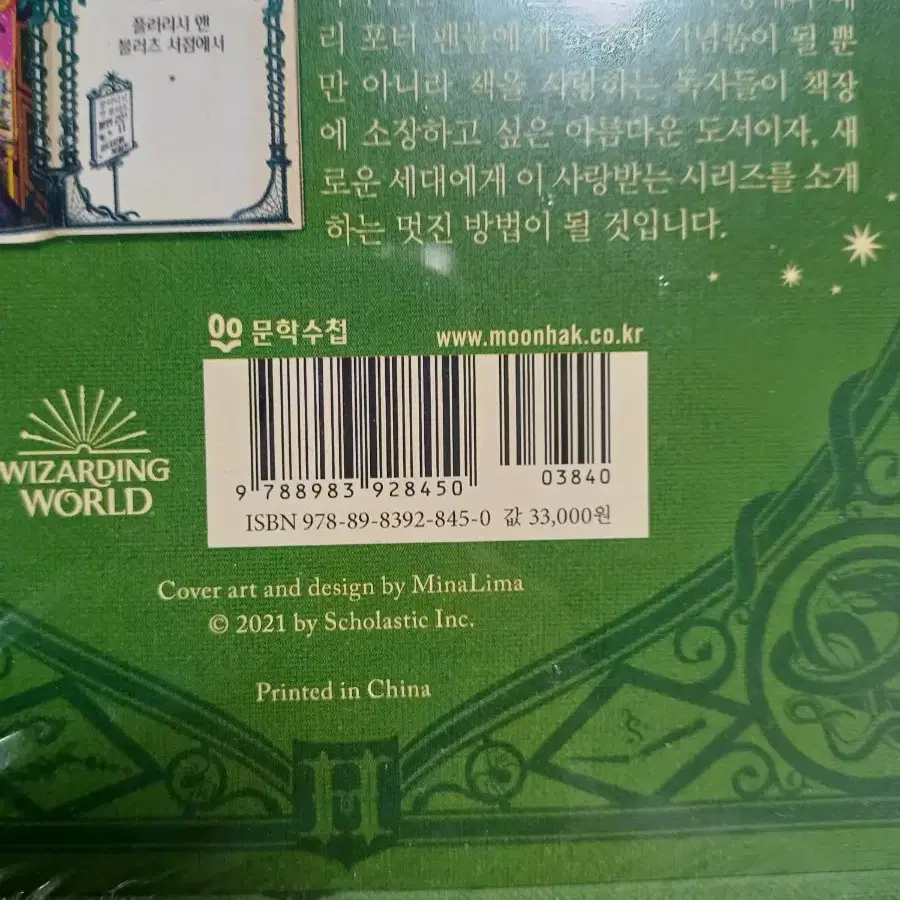 플러리시 앤
블러츠 서점에서
리 포터 팬들에게 기념품이 될 뿐
만 아니라 책을 사랑하는 독자들이 책장
에 소장하고 싶은 아름다운 도서이자, 새
로운 세대에게 이 사랑받는 시리즈를 소개
하는 멋진 방법이 될 것입니다.
문학수첩
www.moonhak.co.kr
03840
9 788983 928450
ISBN 978-89-8392-845-0 값 33,000원
WIZARDING
WORLD
Cover art and design by MinaLima
© 2021 by Scholastic Inc.
Printed in China
H